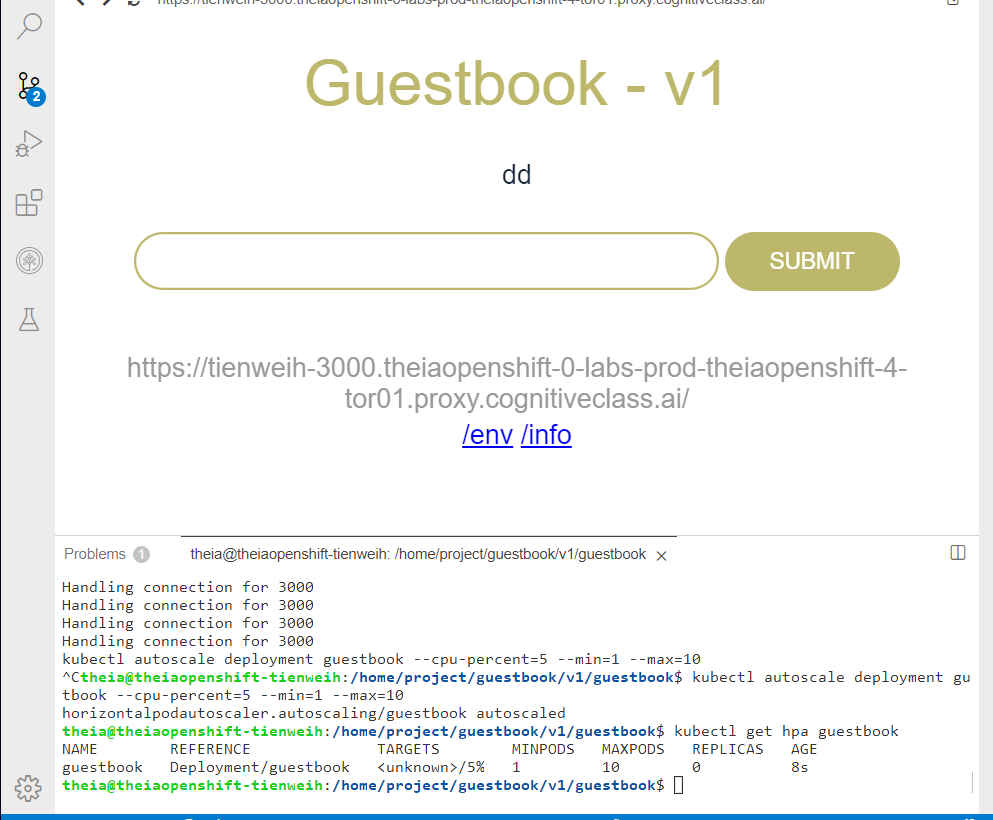 https://tienweih-3000.theiaopenshift-0-labs-prod-theiaopenshift-4-tor01.proxy.cognitiveclass.ai/
2
Guestbook - v1
dd
SUBMIT
https://tienweih-3000.theiaopenshift-0-labs-prod-theiaopenshift-4-
tor01.proxy.cognitiveclass.ai/
/env /info
Problems 1 theia@theiaopenshift-tienweih: /home/project/guestbook/v1/guestbook ×
Handling connection for 3000
Handling connection for 3000
Handling connection for 3000
Handling connection for 3000
kubectl autoscale deployment guestbook --cpu-percent=5 --min=1 --max=10
^Ctheia@theiaopenshift-tienweih:/home/project/guestbook/v1/guestbook$ kubectl autoscale deployment gu
tbook --cpu-percent=5 --min=1 --max=10
horizontalpodautoscaler.autoscaling/guestbook autoscaled
theia@theiaopenshift-tienweih:/home/project/guestbook/v1/guestbook$ kubectl get hpa guestbook
NAME REFERENCE TARGETS MINPODS MAXPODS REPLICAS AGE
guestbook Deployment/guestbook <unknown>/5% 1 10 0 8s
theia@theiaopenshift-tienweih:/home/project/guestbook/v1/guestbook$